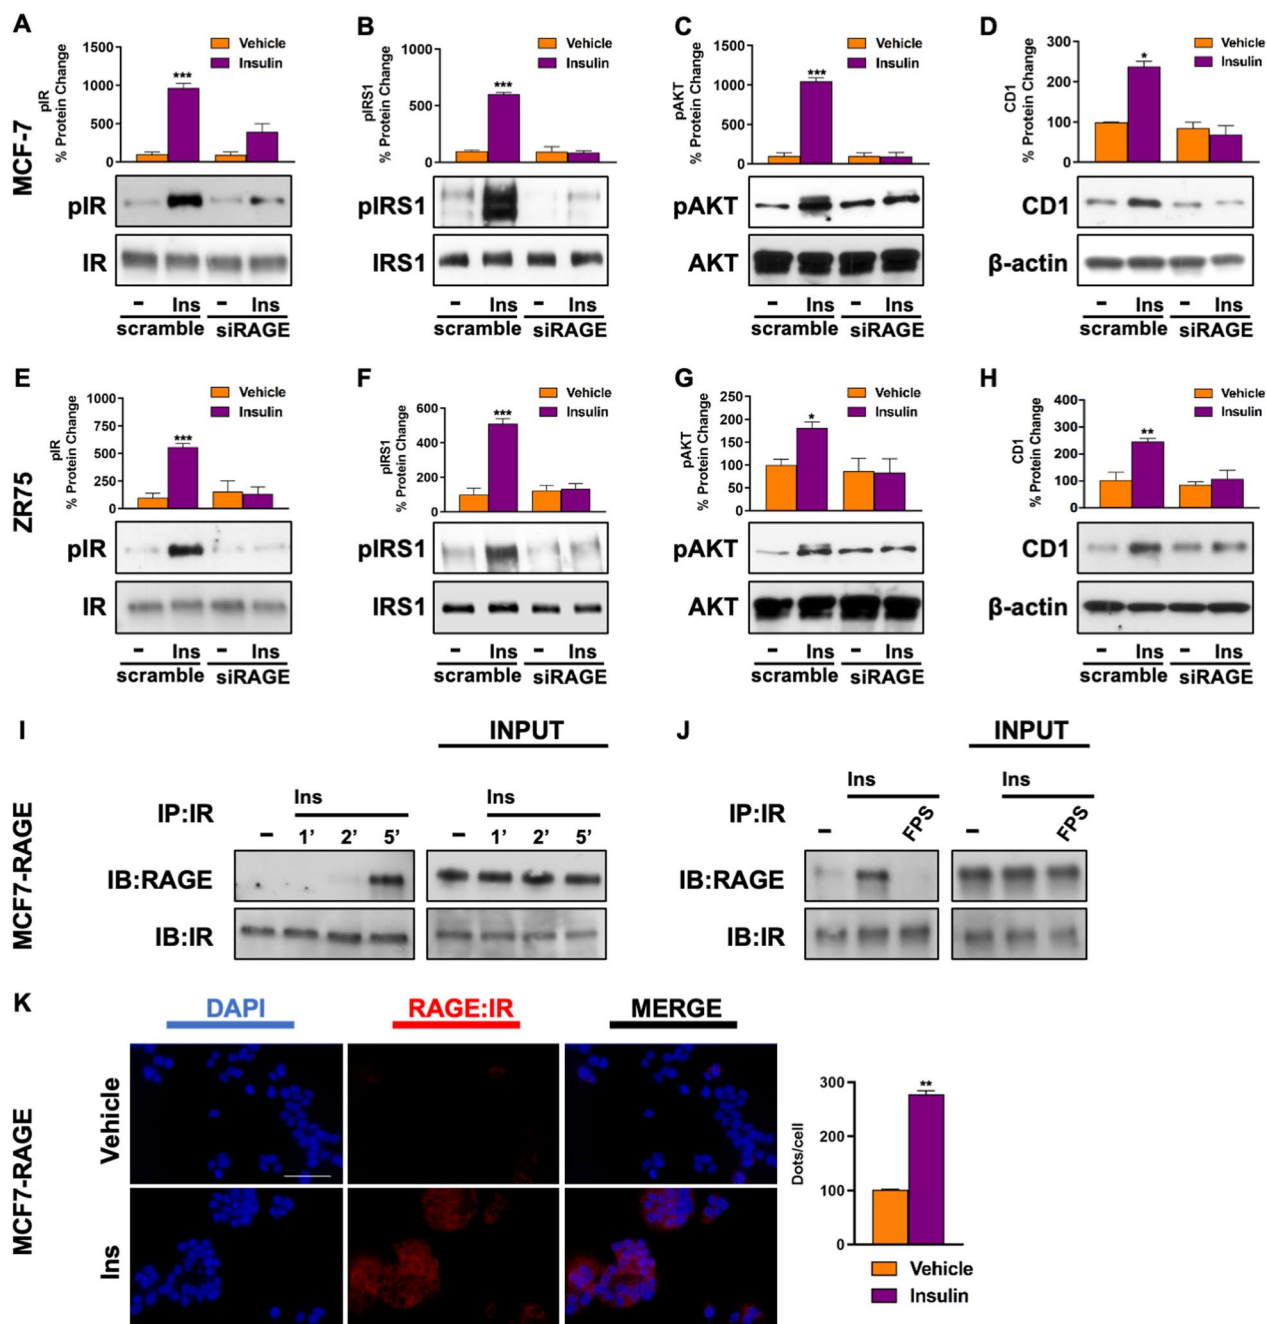 A
B
C
D
MCF-7
pIR
% Protein Change
1500
1000
500
0
***
Vehicle
Insulin
pIR
IR
- Ins - Ins
scramble siRAGE
pIRS1
% Protein Change
1000
500
0
***
Vehicle
Insulin
pIRS1
IRS1
- Ins - Ins
scramble siRAGE
pAKT
% Protein Change
1500
1000
500
0
***
Vehicle
Insulin
pAKT
AKT
- Ins - Ins
scramble siRAGE
CD1
% Protein Change
300
200
100
0
*
Vehicle
Insulin
CD1
β-actin
- Ins - Ins
scramble siRAGE
E
F
G
H
ZR75
pIR
% Protein Change
1000
750
500
250
0
***
Vehicle
Insulin
pIR
IR
- Ins - Ins
scramble siRAGE
pIRS1
% Protein Change
600
400
200
0
***
Vehicle
Insulin
pIRS1
IRS1
- Ins - Ins
scramble siRAGE
pAKT
% Protein Change
250
200
150
100
50
0
*
Vehicle
Insulin
pAKT
AKT
- Ins - Ins
scramble siRAGE
CD1
% Protein Change
400
300
200
100
0
**
Vehicle
Insulin
CD1
β-actin
- Ins - Ins
scramble siRAGE
I
MCF7-RAGE
INPUT
Ins Ins
IP:IR
- 1' 2' 5' - 1' 2' 5'
IB:RAGE
IB:IR
J
INPUT
Ins Ins
IP:IR
- FPS - FPS
IB:RAGE
IB:IR
K
MCF7-RAGE
DAPI RAGE:IR MERGE
Vehicle
Ins
Dots/cell
300
200
100
0
**
Vehicle
Insulin